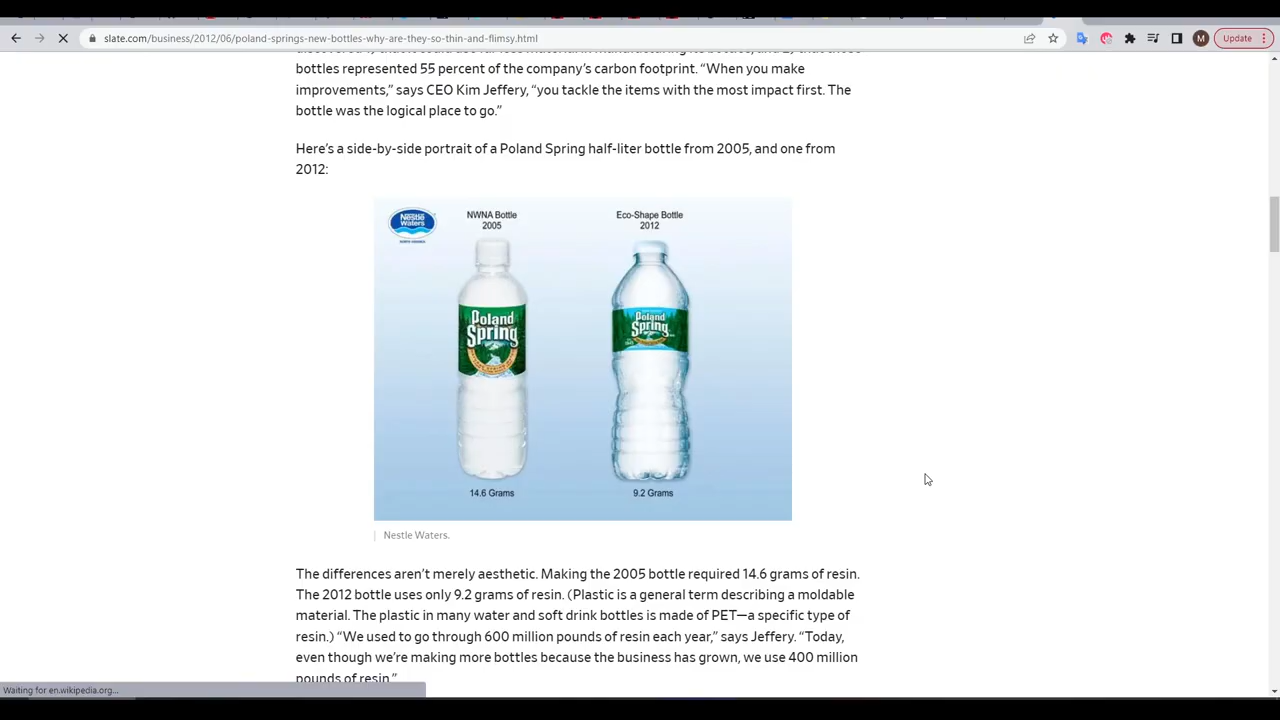 slate.com/business/2012/06/poland-springs-new-bottles-why-are-they-so-thin-and-flimsy.html
M
Update
bottles represented 55 percent of the company's carbon footprint. “When you make
improvements,” says CEO Kim Jeffery, “you tackle the items with the most impact first. The
bottle was the logical place to go.”
Here's a side-by-side portrait of a Poland Spring half-liter bottle from 2005, and one from
2012:
Nestle
Waters
NWNA Bottle
2005
Eco-Shape Bottle
2012
Poland
Spring
Poland
Spring
14.6 Grams
9.2 Grams
Nestle Waters.
The differences aren't merely aesthetic. Making the 2005 bottle required 14.6 grams of resin.
The 2012 bottle uses only 9.2 grams of resin. (Plastic is a general term describing a moldable
material. The plastic in many water and soft drink bottles is made of PET—a specific type of
resin.) “We used to go through 600 million pounds of resin each year,” says Jeffery. “Today,
even though we're making more bottles because the business has grown, we use 400 million
pounds of resin.”
Waiting for en.wikipedia.org...